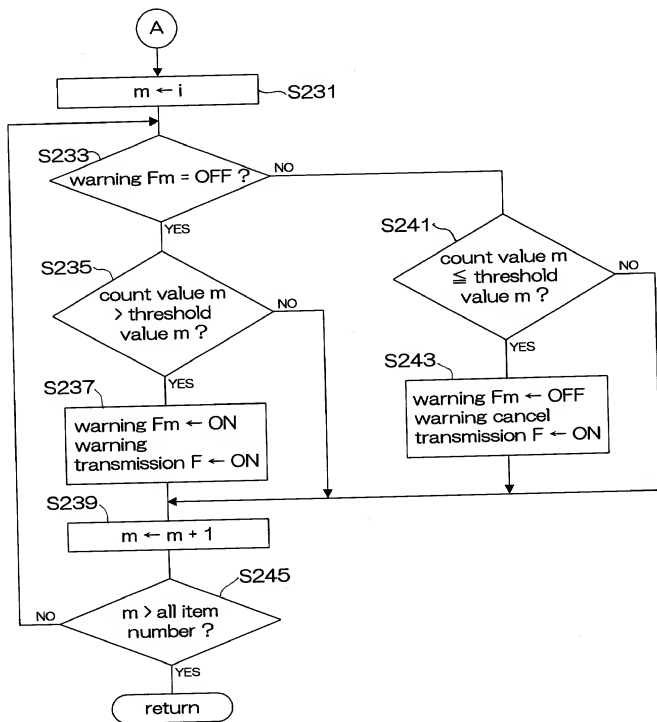 A
m ← i
S231
S233
warning Fm = OFF ?
NO
YES
S241
count value m
≦ threshold
value m ?
NO
YES
S235
count value m
> threshold
value m ?
NO
YES
S243
warning Fm ← OFF
warning cancel
transmission F ← ON
S237
warning Fm ← ON
warning
transmission F ← ON
S239
m ← m + 1
S245
m > all item
number ?
NO
YES
return